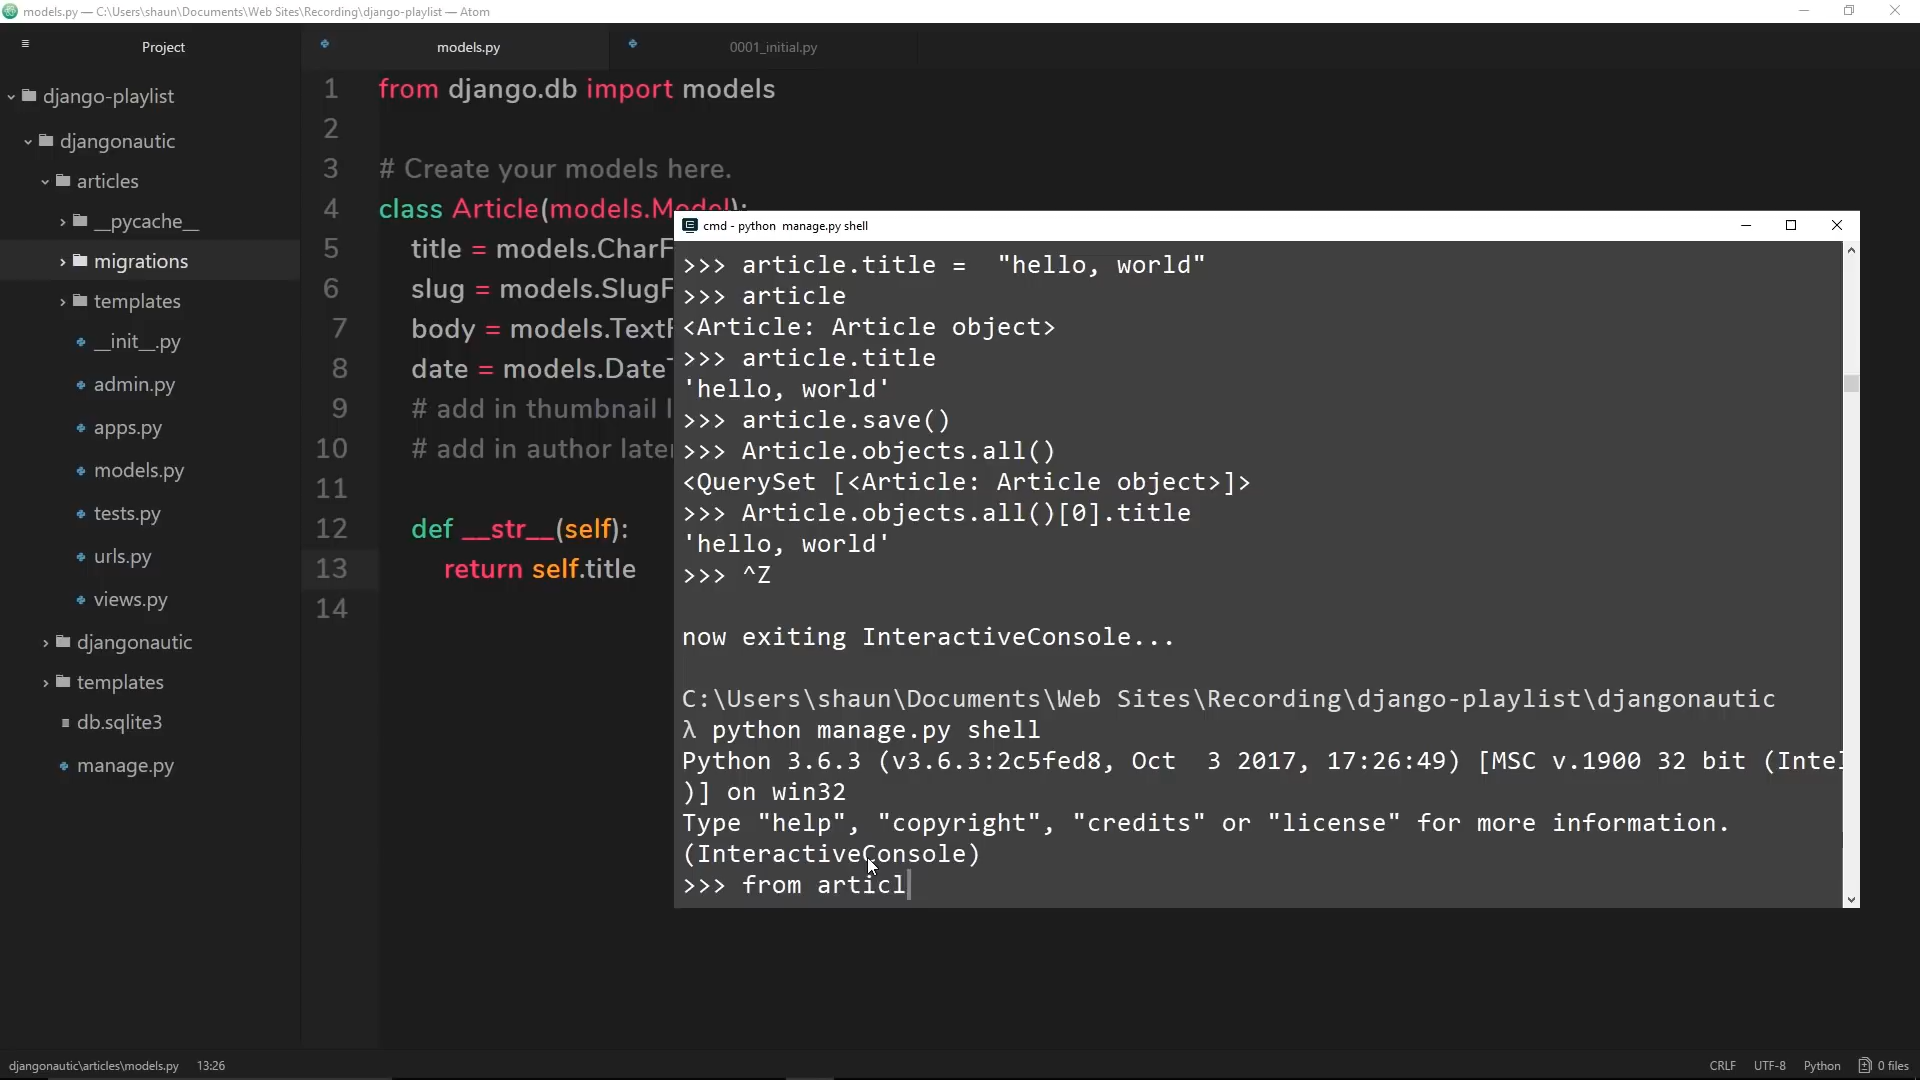 models.py — C:\Users\shaun\Documents\Web Sites\Recording\django-playlist — Atom
Project
models.py
0001_initial.py
django-playlist
djangonautic
articles
__pycache__
migrations
templates
__init__.py
admin.py
apps.py
models.py
tests.py
urls.py
views.py
djangonautic
templates
db.sqlite3
manage.py
1 from django.db import models
2
3 # Create your models here.
4 class Article(models.Model):
5 title = models.CharF
6 slug = models.SlugF
7 body = models.TextF
8 date = models.DateT
9 # add in thumbnail l
10 # add in author later
11
12 def __str__(self):
13 return self.title
14
cmd - python manage.py shell
>>> article.title =  "hello, world"
>>> article
<Article: Article object>
>>> article.title
'hello, world'
>>> article.save()
>>> Article.objects.all()
<QuerySet [<Article: Article object>]>
>>> Article.objects.all()[0].title
'hello, world'
>>> ^Z
now exiting InteractiveConsole...
C:\Users\shaun\Documents\Web Sites\Recording\django-playlist\djangonautic
λ python manage.py shell
Python 3.6.3 (v3.6.3:2c5fed8, Oct  3 2017, 17:26:49) [MSC v.1900 32 bit (Intel
)] on win32
Type "help", "copyright", "credits" or "license" for more information.
(InteractiveConsole)
>>> from articl
djangonautic\articles\models.py 13:26
CRLF UTF-8 Python 0 files